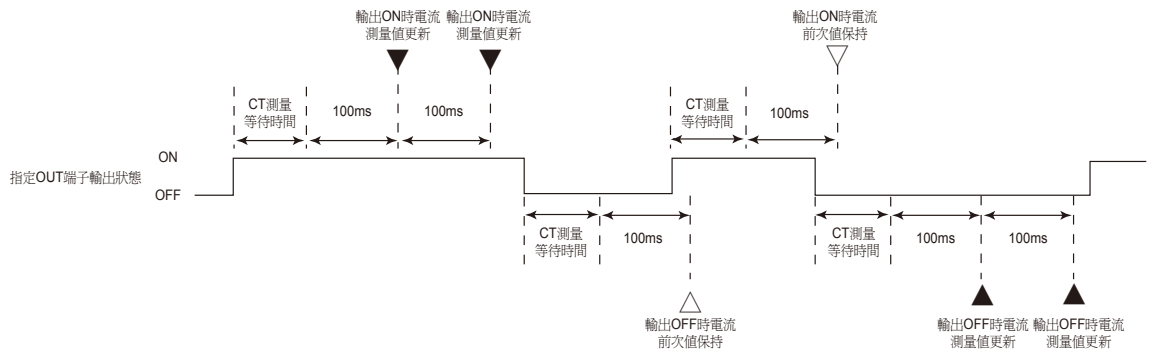 輸出ON時電流
測量值更新
輸出ON時電流
測量值更新
輸出ON時電流
前次值保持
CT測量
等待時間
100ms
100ms
CT測量
等待時間
100ms
ON
指定OUT端子輸出狀態
OFF
CT測量
等待時間
100ms
CT測量
等待時間
100ms
100ms
輸出OFF時電流
前次值保持
輸出OFF時電流
測量值更新
輸出OFF時電流
測量值更新